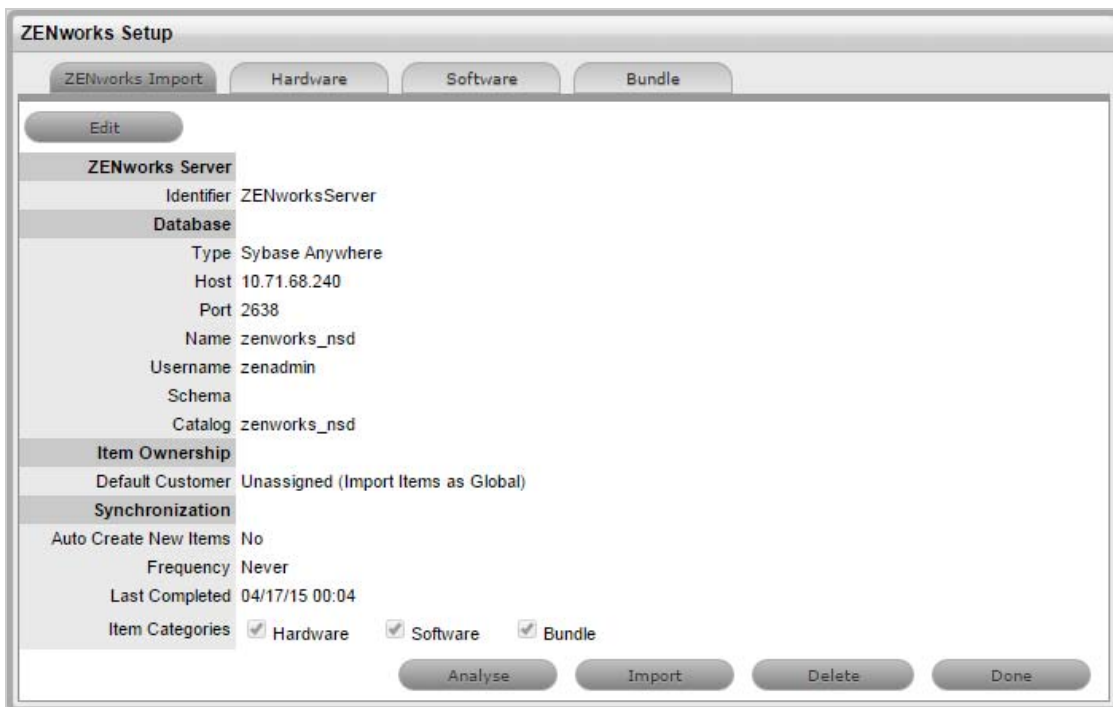 ZENworks Setup
ZENworks Import Hardware Software Bundle
Edit
ZENworks Server
Identifier ZENworksServer
Database
Type Sybase Anywhere
Host 10.71.68.240
Port 2638
Name zenworks_nsd
Username zenadmin
Schema
Catalog zenworks_nsd
Item Ownership
Default Customer Unassigned (Import Items as Global)
Synchronization
Auto Create New Items No
Frequency Never
Last Completed 04/17/15 00:04
Item Categories Hardware Software Bundle
Analyse Import Delete Done